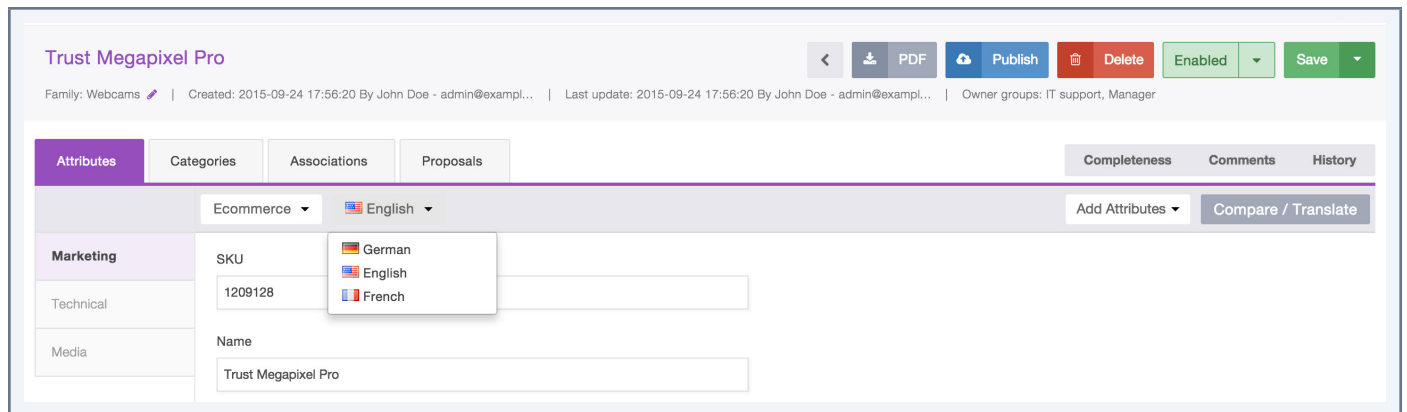 Trust Megapixel Pro
PDF Publish Delete Enabled Save
Family: Webcams | Created: 2015-09-24 17:56:20 By John Doe - admin@exampl... | Last update: 2015-09-24 17:56:20 By John Doe - admin@exampl... | Owner groups: IT support, Manager
Attributes Categories Associations Proposals Completeness Comments History
Ecommerce English Add Attributes Compare / Translate
Marketing
Technical
Media
German
English
French
SKU
1209128
Name
Trust Megapixel Pro